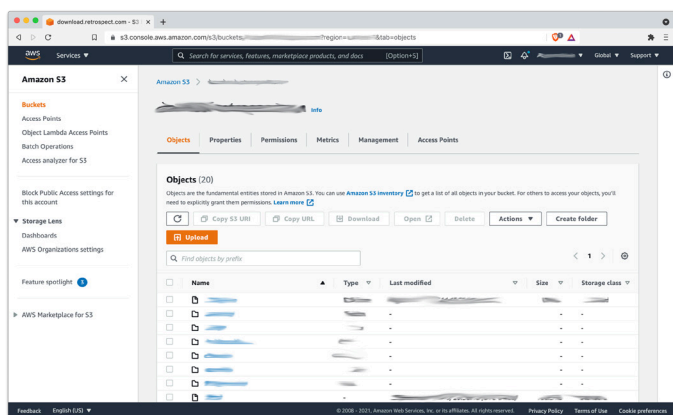 download.retrospect.com - S3
s3.console.aws.amazon.com/s3/buckets/
?region=
&tab=objects
aws
Services ▼
Search for services, features, marketplace products, and docs
[Option+S]
Global ▼
Support ▼
Amazon S3
Buckets
Access Points
Object Lambda Access Points
Batch Operations
Access analyzer for S3
Block Public Access settings for
this account
Storage Lens
Dashboards
AWS Organizations settings
Feature spotlight 3
AWS Marketplace for S3
Amazon S3 >
Info
Objects Properties Permissions Metrics Management Access Points
Objects (20)
Objects are the fundamental entities stored in Amazon S3. You can use Amazon S3 inventory to get a list of all objects in your bucket. For others to access your objects, you'll
need to explicitly grant them permissions. Learn more
Copy S3 URI Copy URL Download Open Delete Actions ▼ Create folder
Upload
Find objects by prefix
< 1 >
Name Type Last modified Size Storage class
- - -
- - -
- - -
- - -
- - -
- - -
-
Feedback English (US) ▼
© 2008 - 2021, Amazon Web Services, Inc. or its affiliates. All rights reserved. Privacy Policy Terms of Use Cookie preferences